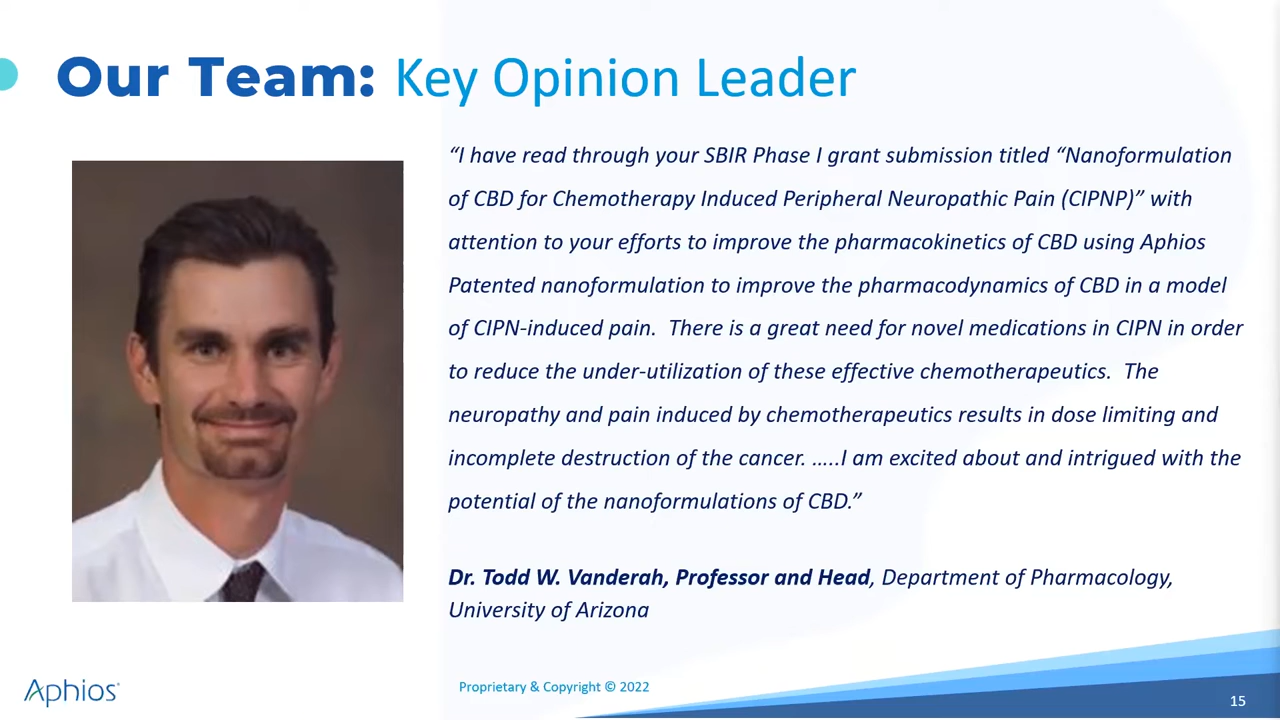 Our Team: Key Opinion Leader
“I have read through your SBIR Phase I grant submission titled “Nanoformulation
of CBD for Chemotherapy Induced Peripheral Neuropathic Pain (CIPNP)” with
attention to your efforts to improve the pharmacokinetics of CBD using Aphios
Patented nanoformulation to improve the pharmacodynamics of CBD in a model
of CIPN-induced pain. There is a great need for novel medications in CIPN in order
to reduce the under-utilization of these effective chemotherapeutics. The
neuropathy and pain induced by chemotherapeutics results in dose limiting and
incomplete destruction of the cancer. …..I am excited about and intrigued with the
potential of the nanoformulations of CBD.”
Dr. Todd W. Vanderah, Professor and Head, Department of Pharmacology,
University of Arizona
Aphios®
Proprietary & Copyright © 2022
15